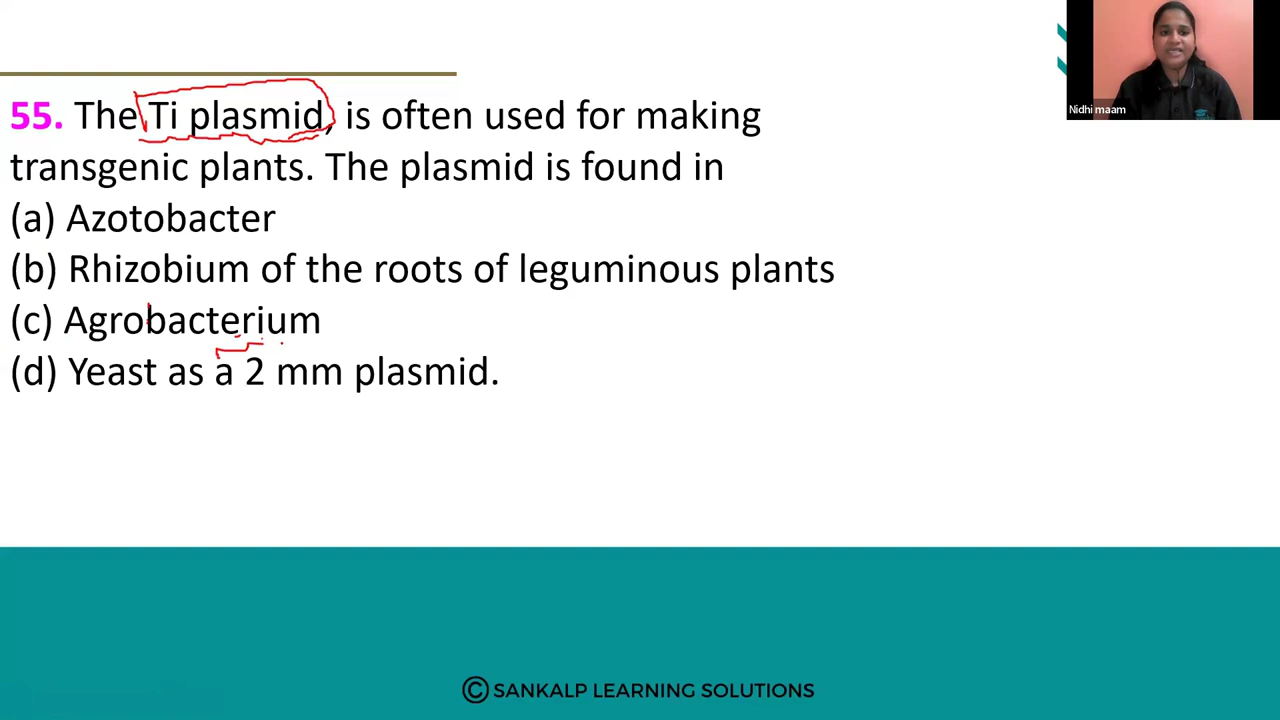 55. The Ti plasmid, is often used for making
transgenic plants. The plasmid is found in
(a) Azotobacter
(b) Rhizobium of the roots of leguminous plants
(c) Agrobacterium
(d) Yeast as a 2 mm plasmid.
Nidhi maam
© SANKALP LEARNING SOLUTIONS